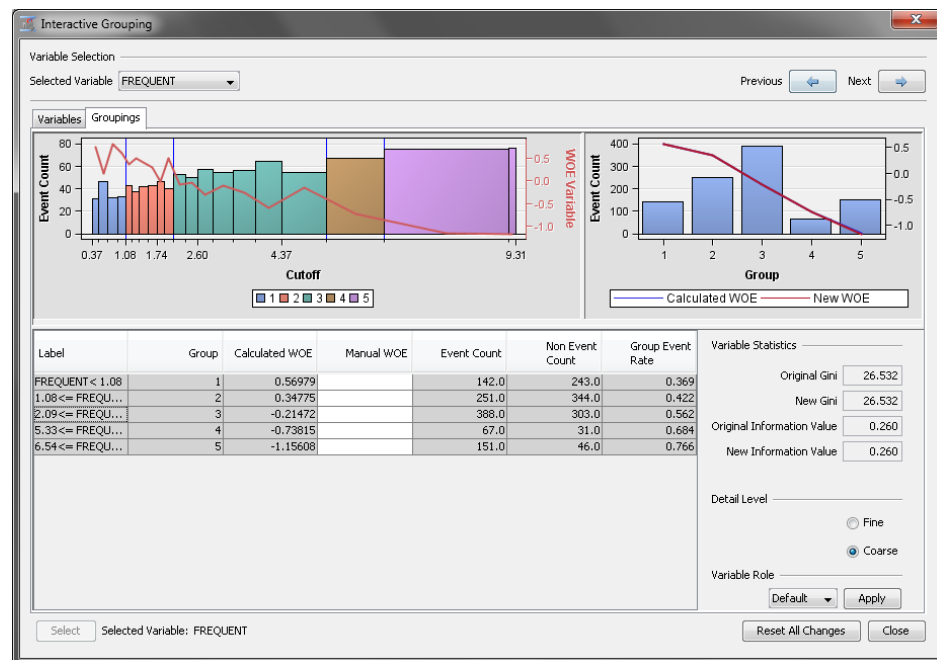 Interactive Grouping
Variable Selection
Selected Variable FREQUENT Previous Next
Variables Groupings
Event Count
80
60
40
20
0
0.37 1.08 1.74 2.60 4.37 9.31
Cutoff
0.5
0.0
-0.5
-1.0
WOE Variable
1 2 3 4 5
Event Count
400
300
200
100
0
1 2 3 4 5
Group
0.5
0.0
-0.5
-1.0
Calculated WOE New WOE
Label Group Calculated WOE Manual WOE Event Count Non Event Count Group Event Rate
FREQUENT< 1.08 1 0.56979 142.0 243.0 0.369
1.08<= FREQU... 2 0.34775 251.0 344.0 0.422
2.09<= FREQU... 3 -0.21472 388.0 303.0 0.562
5.33<= FREQU... 4 -0.73815 67.0 31.0 0.684
6.54<= FREQU... 5 -1.15608 151.0 46.0 0.766
Variable Statistics
Original Gini 26.532
New Gini 26.532
Original Information Value 0.260
New Information Value 0.260
Detail Level
Fine
Coarse
Variable Role
Default Apply
Select Selected Variable: FREQUENT Reset All Changes Close